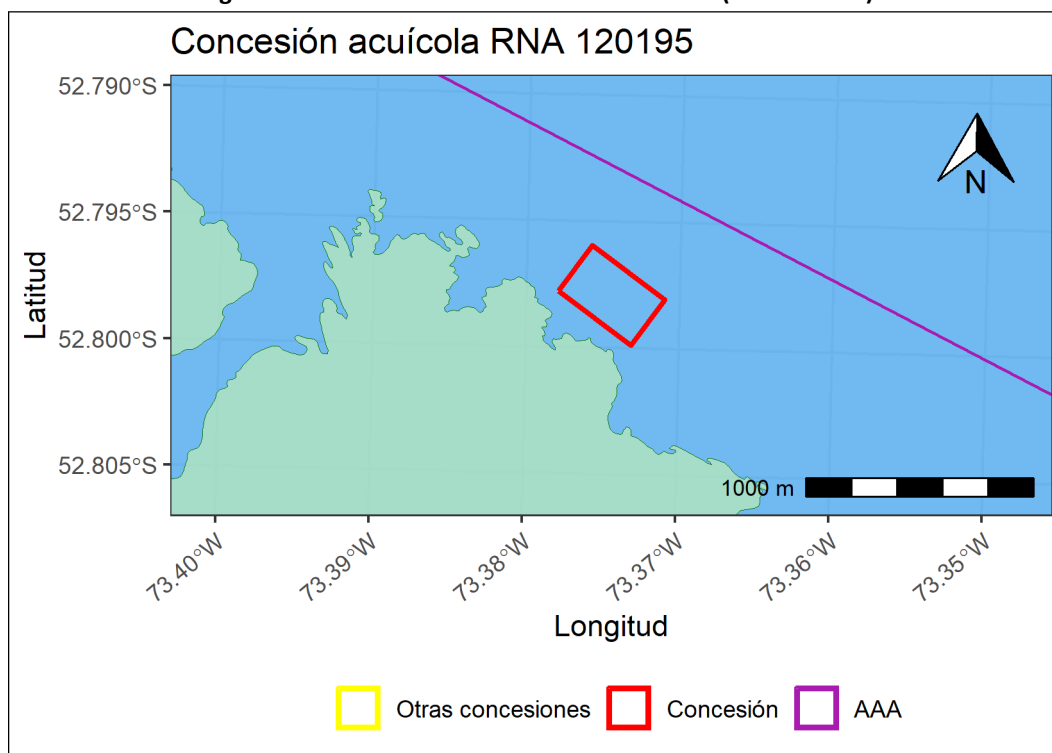 Concesión acuícola RNA 120195
52.790°S
52.795°S
52.800°S
52.805°S
Latitud
N
1000 m
73.40°W
73.39°W
73.38°W
73.37°W
73.36°W
73.35°W
Longitud
Otras concesiones
Concesión
AAA